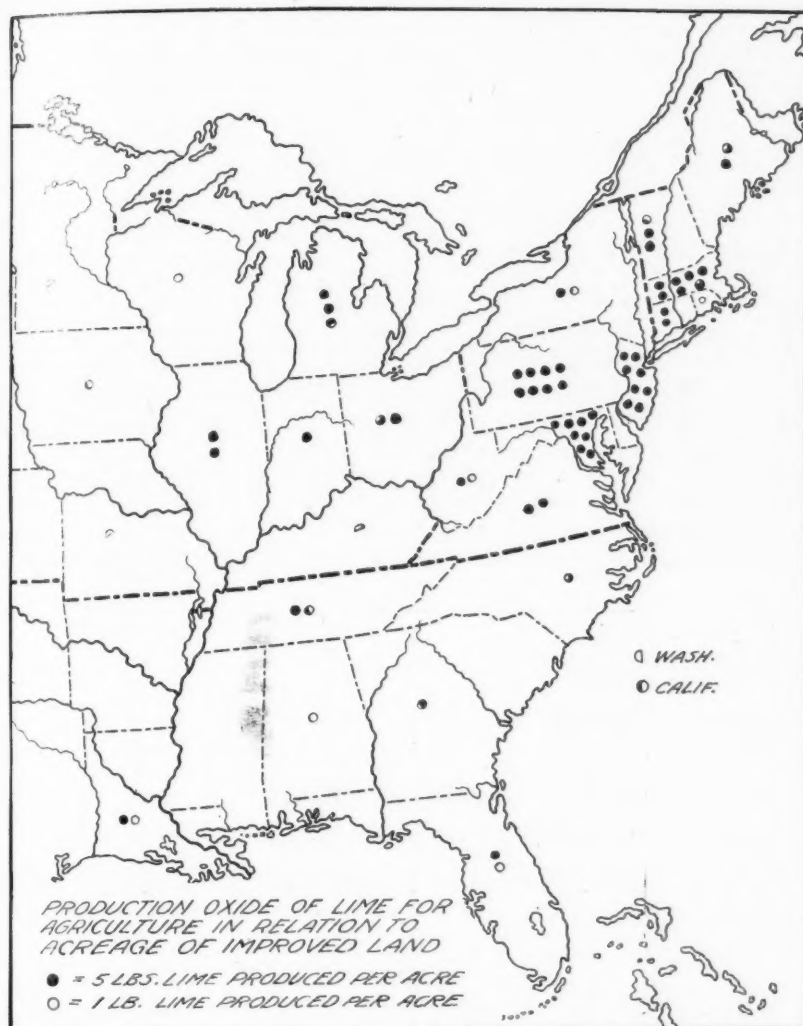 WASH.
CALIF.
PRODUCTION OXIDE OF LIME FOR
AGRICULTURE IN RELATION TO
ACREAGE OF IMPROVED LAND
● = 5 LBS. LIME PRODUCED PER ACRE
○ = 1 LB. LIME PRODUCED PER ACRE